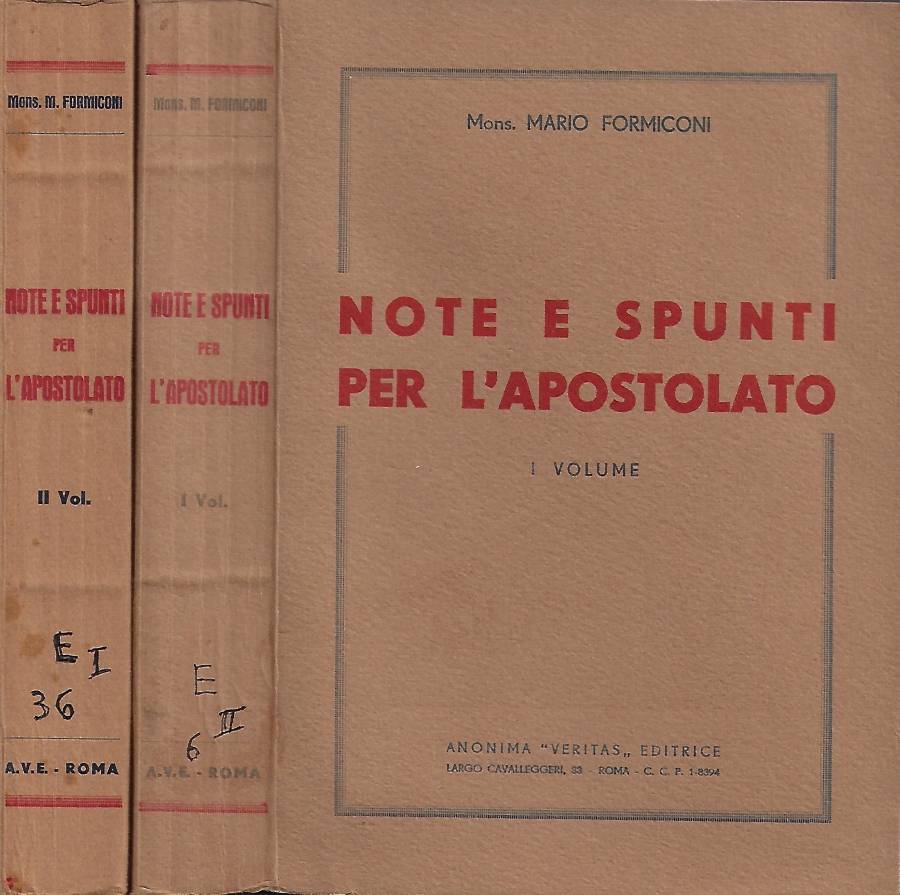 Mons. M. FORMICONI
NOTE E SPUNTI
PER
L'APOSTOLATO
II Vol.
E I
36
A.V.E. - ROMA
Mons. M. FORMICONI
NOTE E SPUNTI
PER
L'APOSTOLATO
I Vol.
E
II
6
A.V.E. - ROMA
Mons. MARIO FORMICONI
NOTE E SPUNTI
PER L'APOSTOLATO
I VOLUME
ANONIMA "VERITAS„ EDITRICE
LARGO CAVALLEGGERI, 33 - ROMA - C. C. P. 1-8394